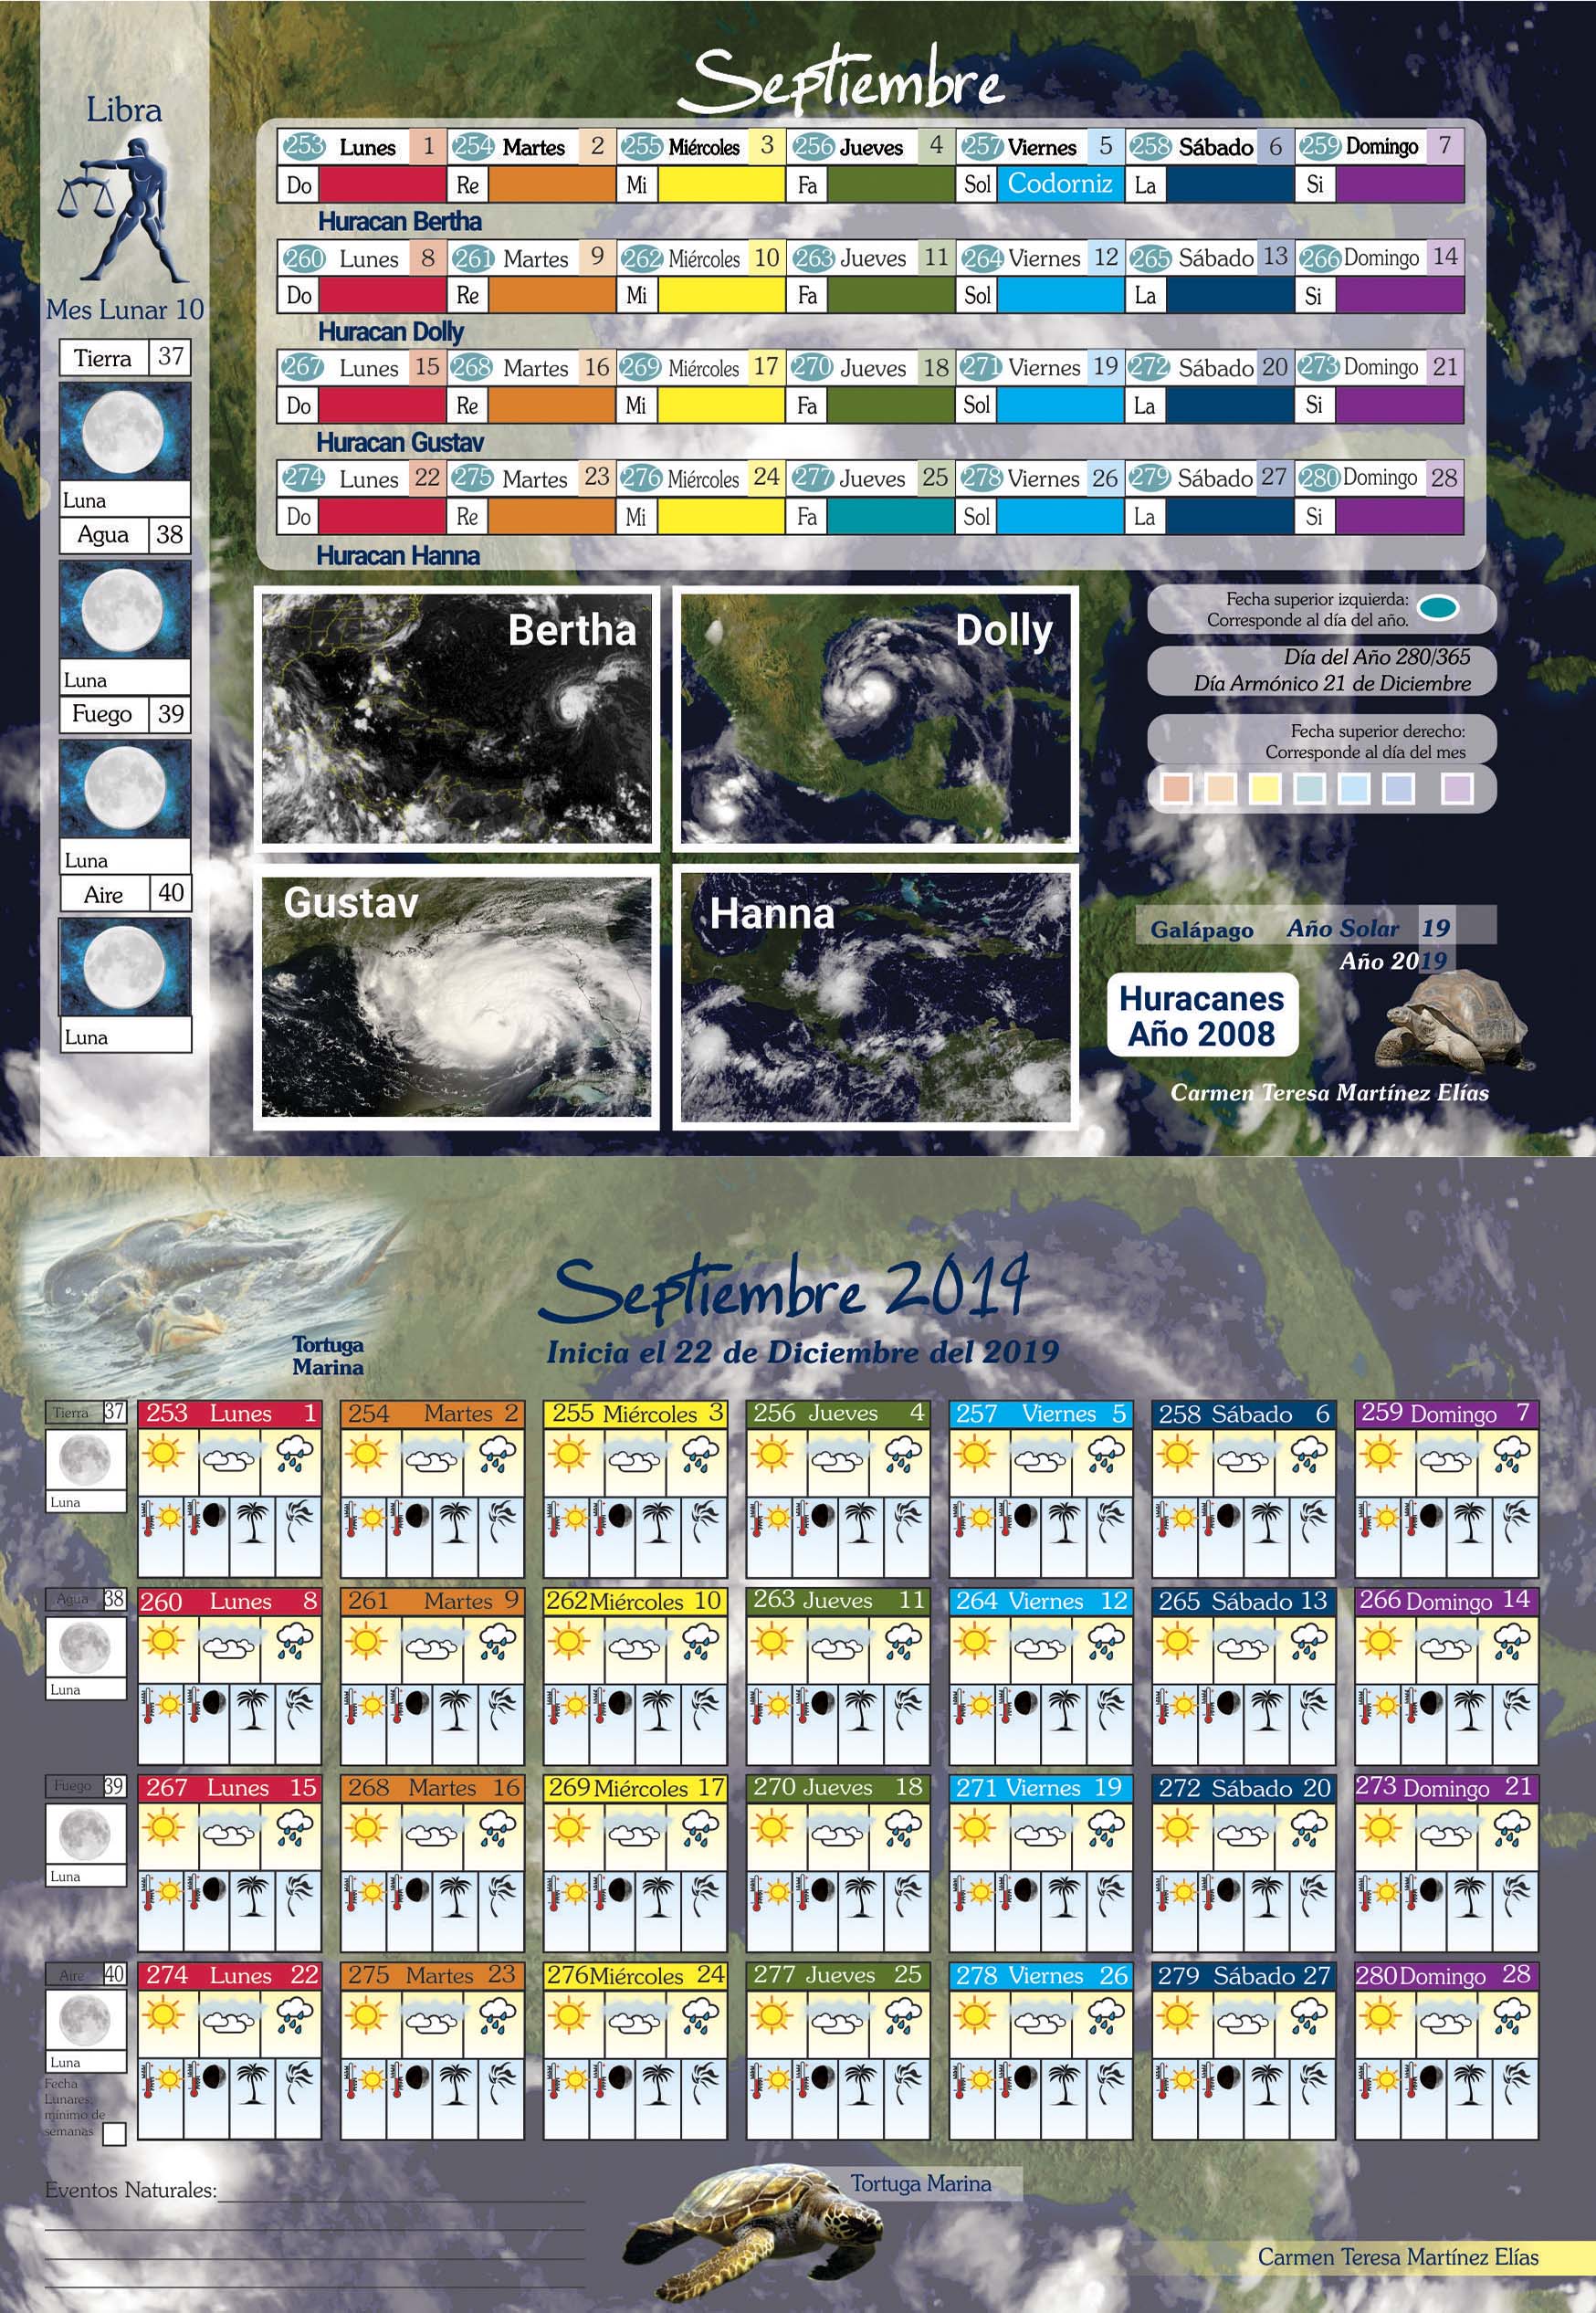 Septiembre
Libra
Mes Lunar 10
Tierra 37
Luna
Agua 38
Luna
Fuego 39
Luna
Aire 40
Luna
253 Lunes 1 254 Martes 2 255 Miércoles 3 256 Jueves 4 257 Viernes 5 258 Sábado 6 259 Domingo 7
Do Re Mi Fa Sol Codorniz La Si
Huracan Bertha
260 Lunes 8 261 Martes 9 262 Miércoles 10 263 Jueves 11 264 Viernes 12 265 Sábado 13 266 Domingo 14
Do Re Mi Fa Sol La Si
Huracan Dolly
267 Lunes 15 268 Martes 16 269 Miércoles 17 270 Jueves 18 271 Viernes 19 272 Sábado 20 273 Domingo 21
Do Re Mi Fa Sol La Si
Huracan Gustav
274 Lunes 22 275 Martes 23 276 Miércoles 24 277 Jueves 25 278 Viernes 26 279 Sábado 27 280 Domingo 28
Do Re Mi Fa Sol La Si
Huracan Hanna
Bertha
Dolly
Gustav
Hanna
Fecha superior izquierda:
Corresponde al día del año.
Día del Año 280/365
Día Armónico 21 de Diciembre
Fecha superior derecho:
Corresponde al día del mes
Galápago Año Solar 19
Año 2019
Huracanes
Año 2008
Carmen Teresa Martínez Elías
Septiembre 2019
Inicia el 22 de Diciembre del 2019
Tortuga
Marina
Tierra 37
Luna
253 Lunes 1 254 Martes 2 255 Miércoles 3 256 Jueves 4 257 Viernes 5 258 Sábado 6 259 Domingo 7
Agua 38
Luna
260 Lunes 8 261 Martes 9 262 Miércoles 10 263 Jueves 11 264 Viernes 12 265 Sábado 13 266 Domingo 14
Fuego 39
Luna
267 Lunes 15 268 Martes 16 269 Miércoles 17 270 Jueves 18 271 Viernes 19 272 Sábado 20 273 Domingo 21
Aire 40
Luna
274 Lunes 22 275 Martes 23 276 Miércoles 24 277 Jueves 25 278 Viernes 26 279 Sábado 27 280 Domingo 28
Fecha
Lunares,
mínimo de
semanas
Eventos Naturales:
Tortuga Marina
Carmen Teresa Martínez Elías